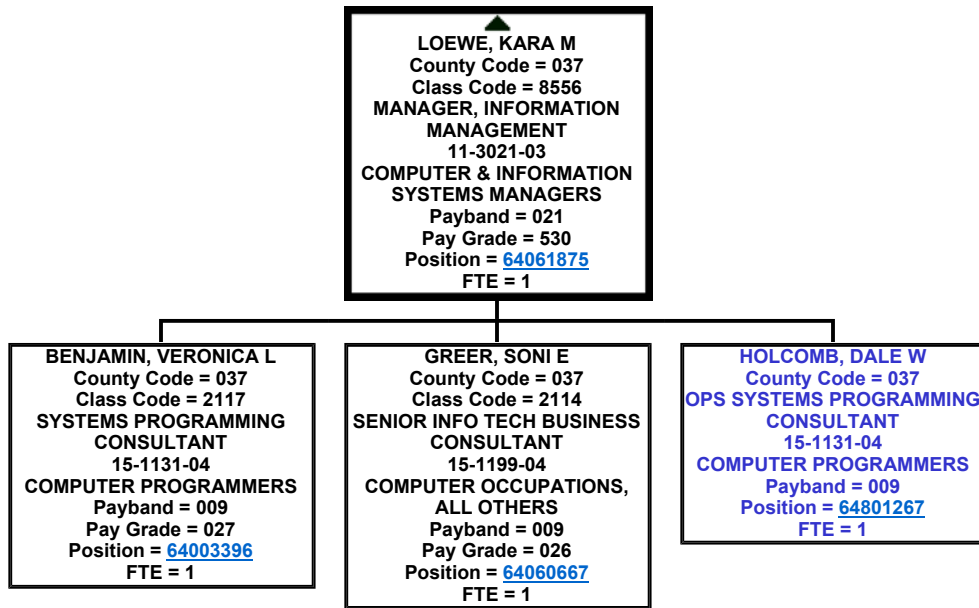 LOEWE, KARA M
County Code = 037
Class Code = 8556
MANAGER, INFORMATION
MANAGEMENT
11-3021-03
COMPUTER & INFORMATION
SYSTEMS MANAGERS
Payband = 021
Pay Grade = 530
Position = 64061875
FTE = 1
BENJAMIN, VERONICA L
County Code = 037
Class Code = 2117
SYSTEMS PROGRAMMING
CONSULTANT
15-1131-04
COMPUTER PROGRAMMERS
Payband = 009
Pay Grade = 027
Position = 64003396
FTE = 1
GREER, SONI E
County Code = 037
Class Code = 2114
SENIOR INFO TECH BUSINESS
CONSULTANT
15-1199-04
COMPUTER OCCUPATIONS,
ALL OTHERS
Payband = 009
Pay Grade = 026
Position = 64060667
FTE = 1
HOLCOMB, DALE W
County Code = 037
OPS SYSTEMS PROGRAMMING
CONSULTANT
15-1131-04
COMPUTER PROGRAMMERS
Payband = 009
Position = 64801267
FTE = 1